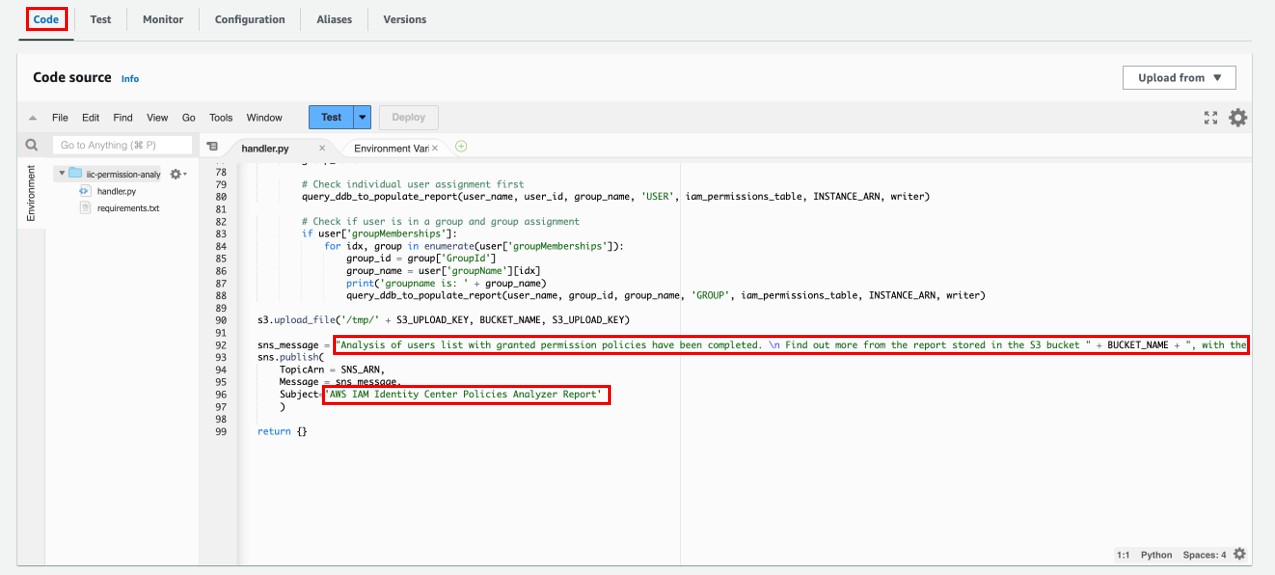 Code Test Monitor Configuration Aliases Versions
Code source Info
Upload from
File Edit Find View Go Tools Window Test Deploy
Go to Anything (⌘ P)
handler.py Environment Vari
Environment
iic-permission-analy
handler.py
requirements.txt
78
79 # Check individual user assignment first
80 query_ddb_to_populate_report(user_name, user_id, group_name, 'USER', iam_permissions_table, INSTANCE_ARN, writer)
81
82 # Check if user is in a group and group assignment
83 if user['groupMemberships']:
84 for idx, group in enumerate(user['groupMemberships']):
85 group_id = group['GroupId']
86 group_name = user['groupName'][idx]
87 print('groupname is: ' + group_name)
88 query_ddb_to_populate_report(user_name, group_id, group_name, 'GROUP', iam_permissions_table, INSTANCE_ARN, writer)
89
90 s3.upload_file('/tmp/' + S3_UPLOAD_KEY, BUCKET_NAME, S3_UPLOAD_KEY)
91
92 sns_message = "Analysis of users list with granted permission policies have been completed. \n Find out more from the report stored in the S3 bucket " + BUCKET_NAME + ", with the
93 sns.publish(
94 TopicArn = SNS_ARN,
95 Message = sns_message,
96 Subject='AWS IAM Identity Center Policies Analyzer Report'
97 )
98
99 return {}
1:1 Python Spaces: 4